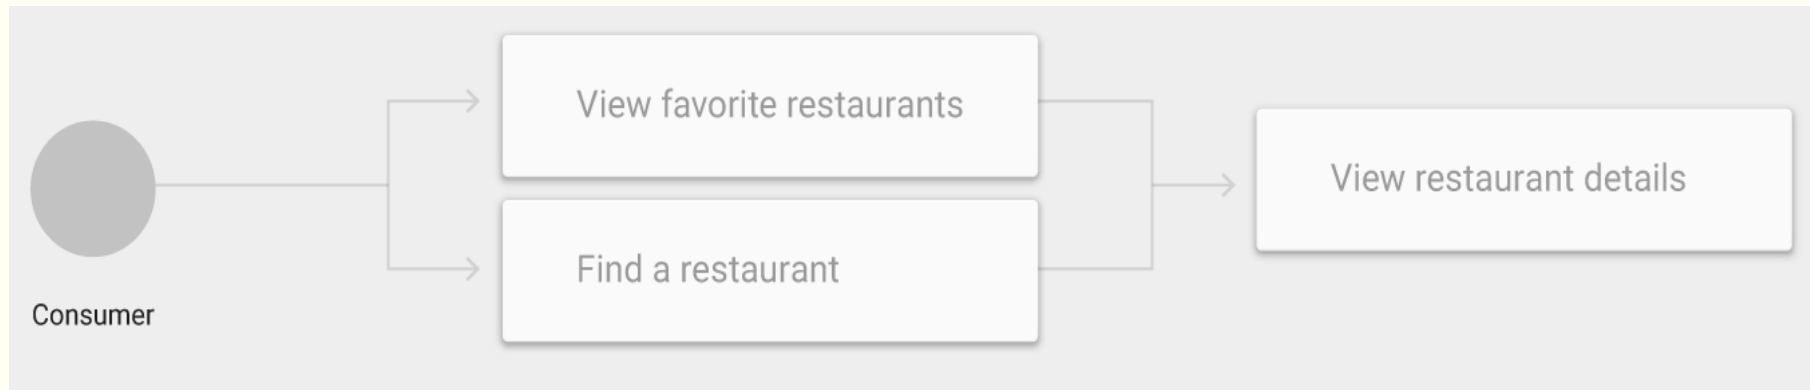 Consumer
View favorite restaurants
Find a restaurant
View restaurant details